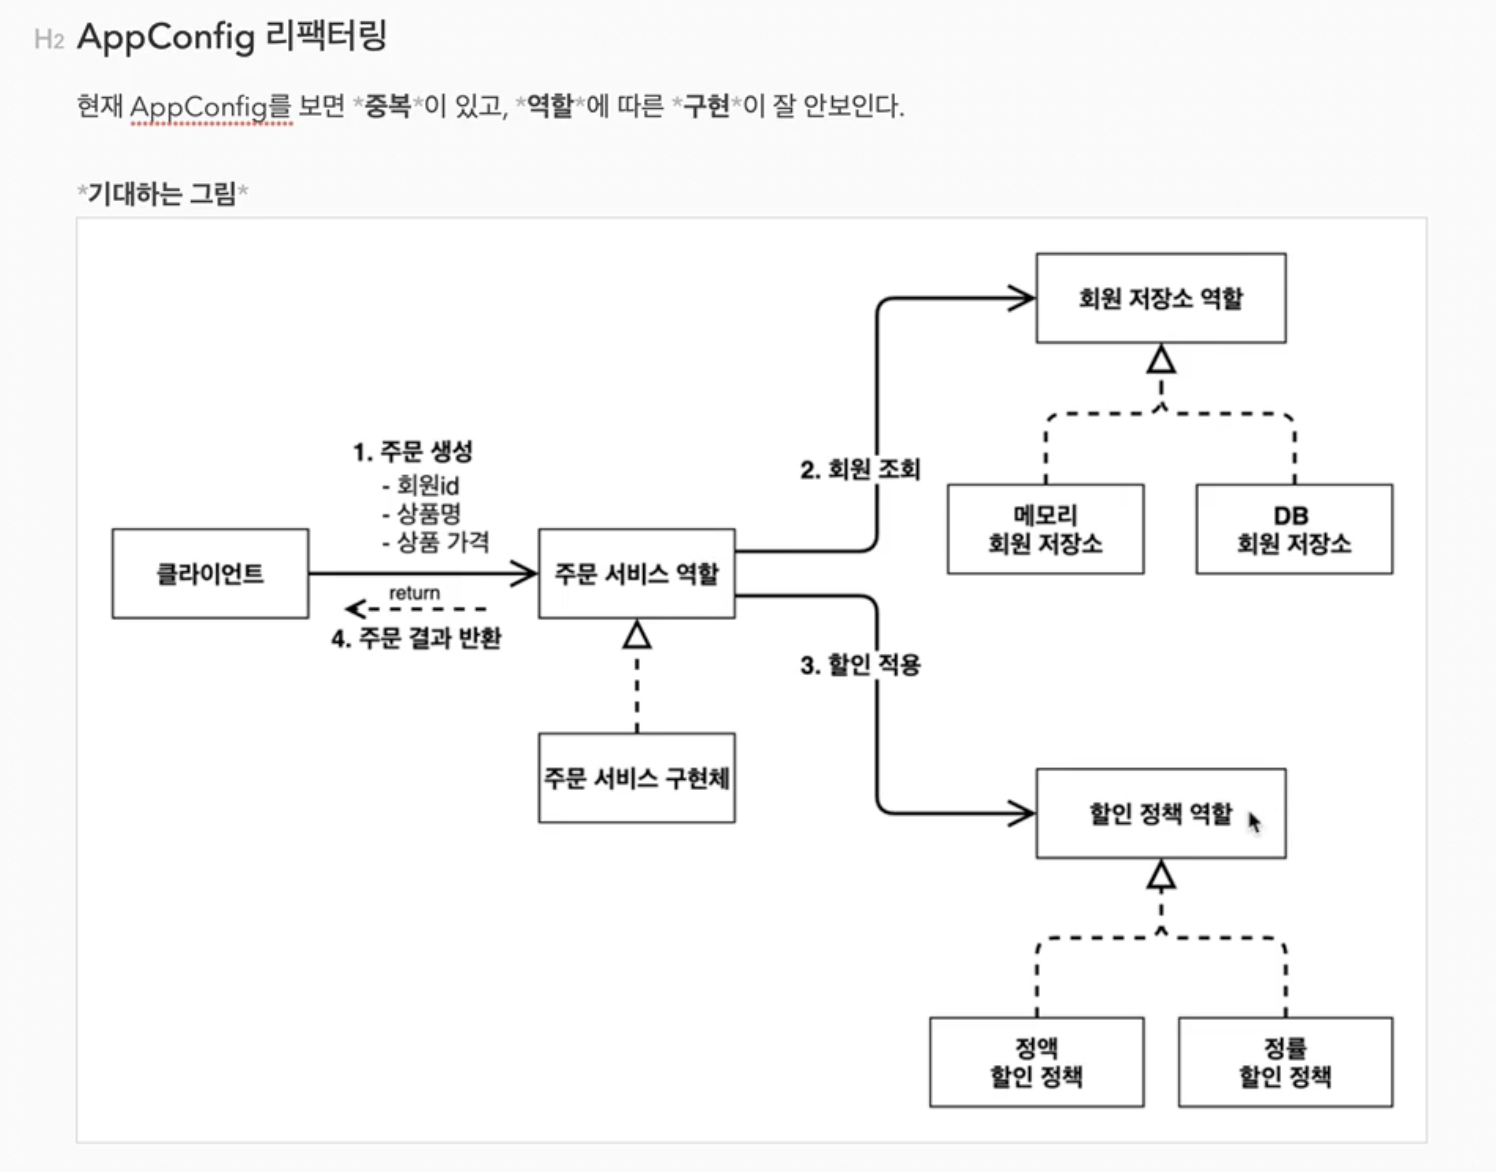 H2 AppConfig 리팩터링
현재 AppConfig를 보면 *중복*이 있고, *역할*에 따른 *구현*이 잘 안보인다.
*기대하는 그림*
회원 저장소 역할
1. 주문 생성
- 회원id
- 상품명
- 상품 가격
2. 회원 조회
메모리
회원 저장소
DB
회원 저장소
클라이언트
주문 서비스 역할
return
4. 주문 결과 반환
3. 할인 적용
주문 서비스 구현체
할인 정책 역할
정액
할인 정책
정률
할인 정책